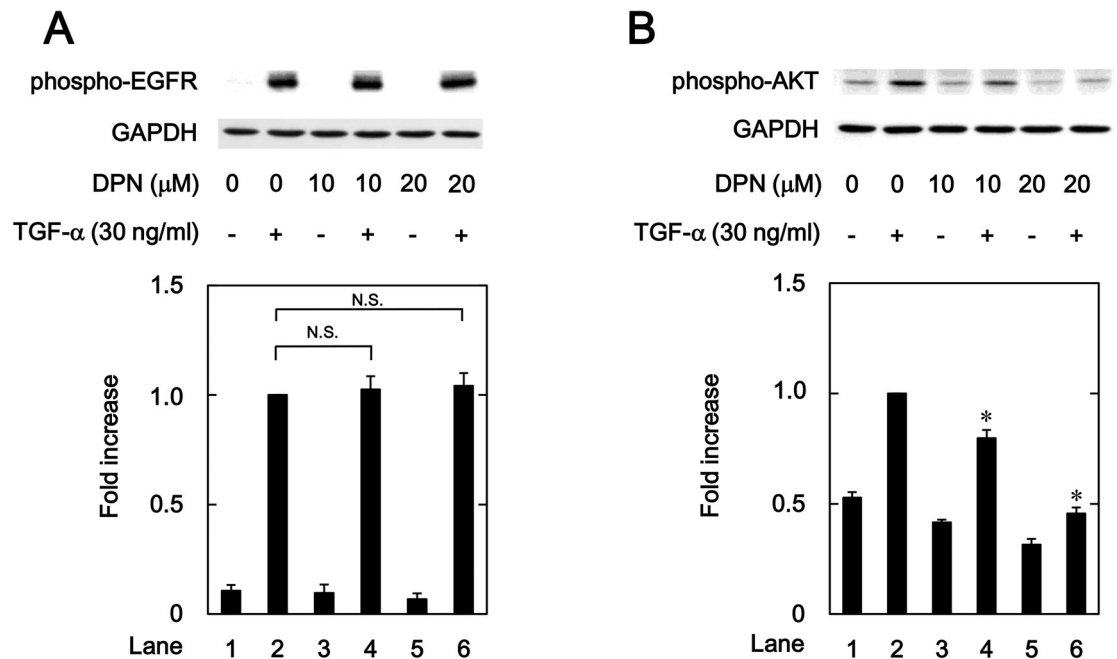 A
phospho-EGFR
GAPDH
DPN (μM) 0 0 10 10 20 20
TGF-α (30 ng/ml) - + - + - +
1.5
N.S.
N.S.
1.0
Fold increase
0.5
0
Lane 1 2 3 4 5 6
B
phospho-AKT
GAPDH
DPN (μM) 0 0 10 10 20 20
TGF-α (30 ng/ml) - + - + - +
1.5
1.0
*
Fold increase
0.5
*
0
Lane 1 2 3 4 5 6